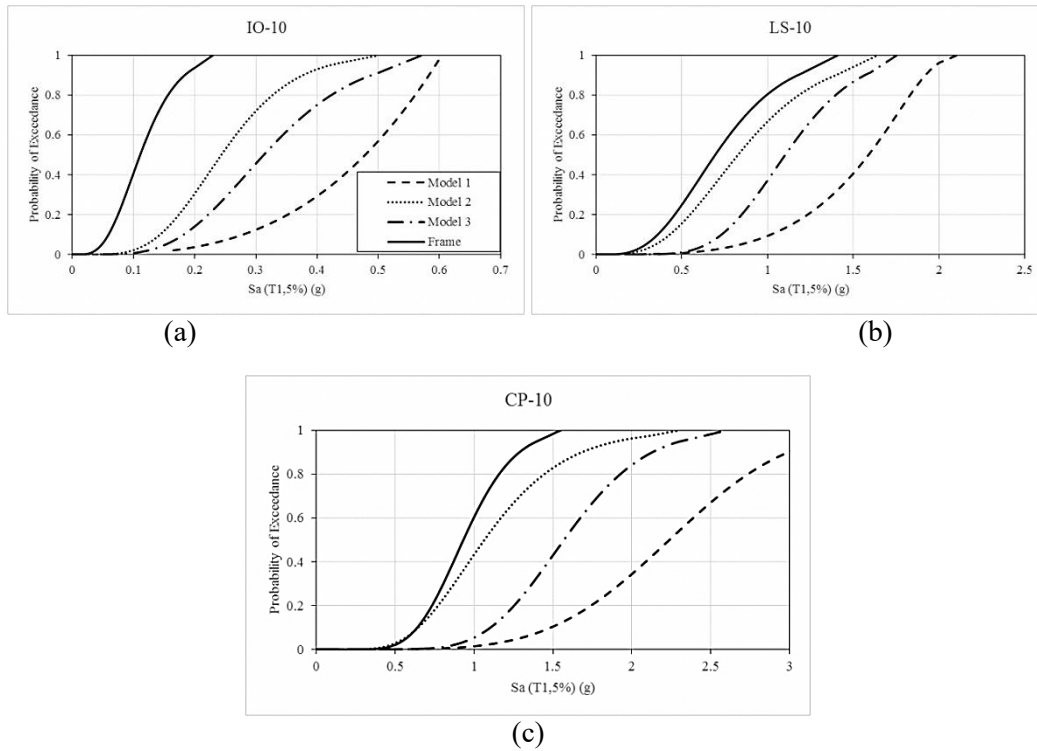 IO-10
Probability of Exceedance
1
0.8
0.6
0.4
0.2
0
0 0.1 0.2 0.3 0.4 0.5 0.6 0.7
Sa (T1,5%) (g)
Model 1
Model 2
Model 3
Frame
(a)
LS-10
Probability of Exceedance
1
0.8
0.6
0.4
0.2
0
0 0.5 1 1.5 2 2.5
Sa (T1,5%) (g)
(b)
CP-10
Probability of Exceedance
1
0.8
0.6
0.4
0.2
0
0 0.5 1 1.5 2 2.5 3
Sa (T1,5%) (g)
(c)